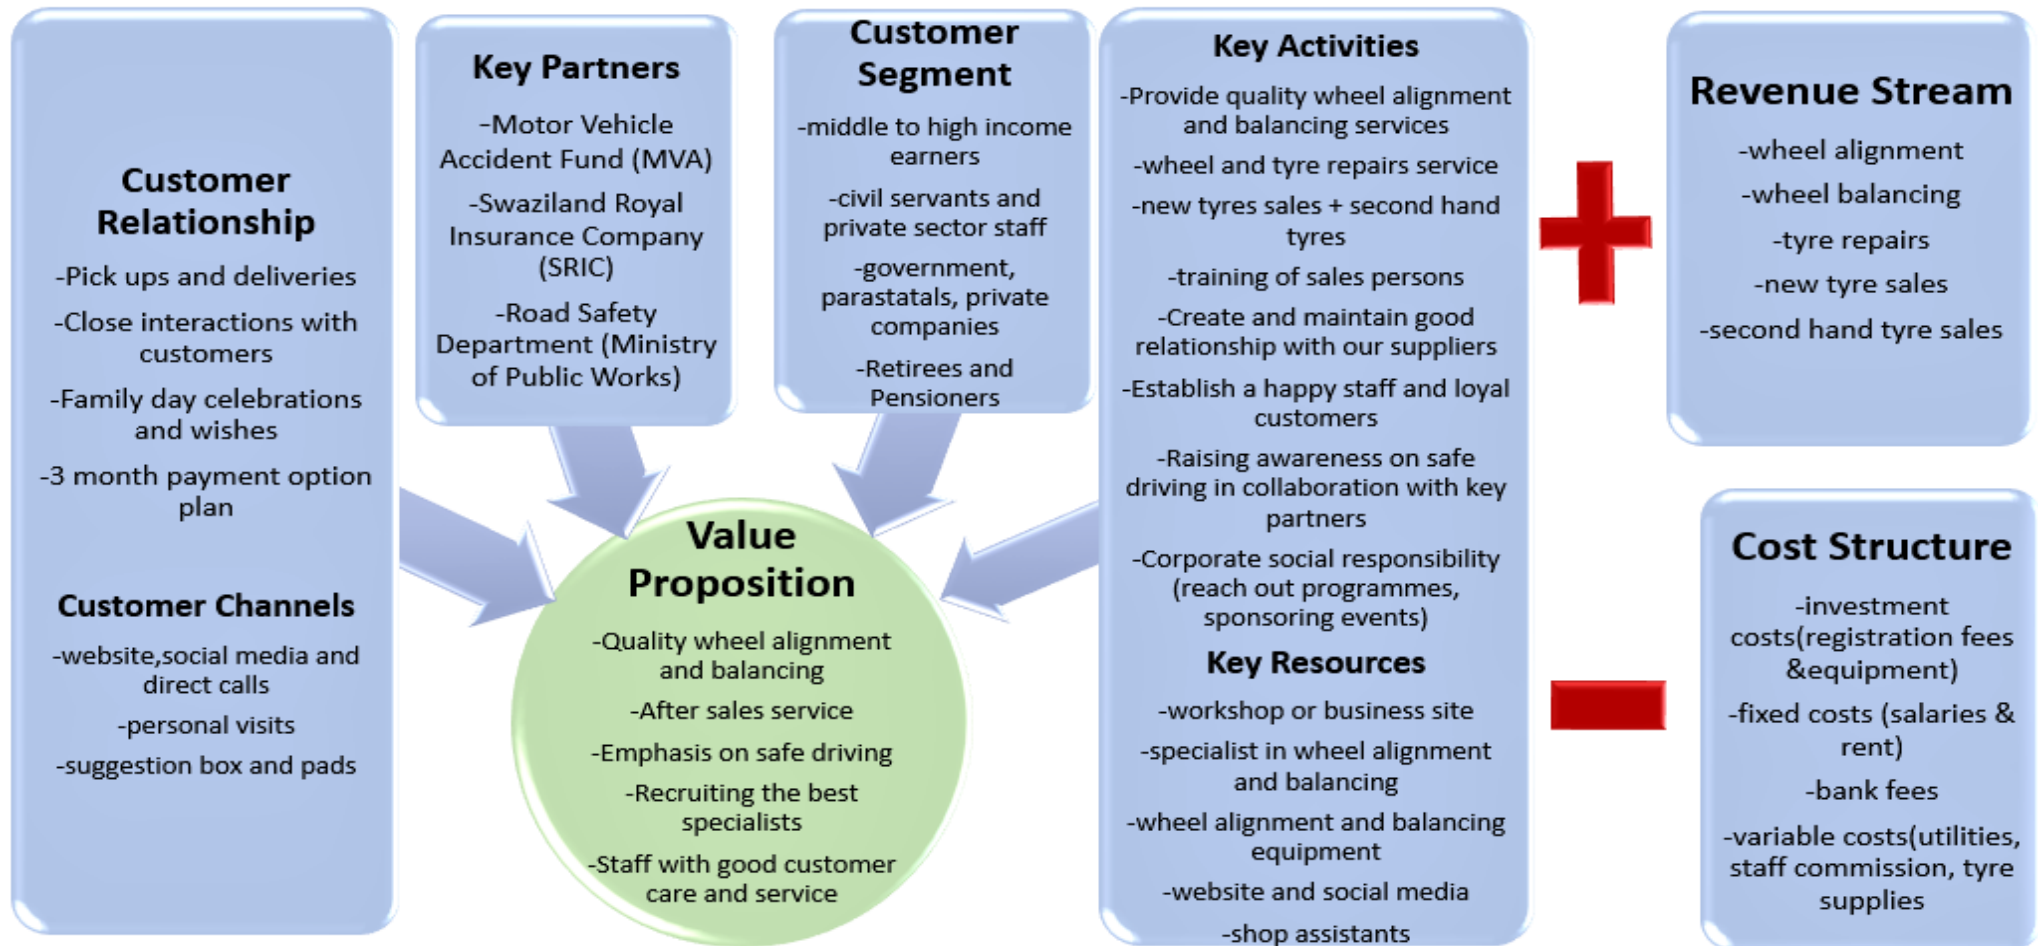 Customer
Relationship
-Pick ups and deliveries
-Close interactions with
customers
-Family day celebrations
and wishes
-3 month payment option
plan
Customer Channels
-website,social media and
direct calls
-personal visits
-suggestion box and pads
Key Partners
-Motor Vehicle
Accident Fund (MVA)
-Swaziland Royal
Insurance Company
(SRIC)
-Road Safety
Department (Ministry
of Public Works)
Customer
Segment
-middle to high income
earners
-civil servants and
private sector staff
-government,
parastatals, private
companies
-Retirees and
Pensioners
Value
Proposition
-Quality wheel alignment
and balancing
-After sales service
-Emphasis on safe driving
-Recruiting the best
specialists
-Staff with good customer
care and service
Key Activities
-Provide quality wheel alignment
and balancing services
-wheel and tyre repairs service
-new tyres sales + second hand
tyres
-training of sales persons
-Create and maintain good
relationship with our suppliers
-Establish a happy staff and loyal
customers
-Raising awareness on safe
driving in collaboration with key
partners
-Corporate social responsibility
(reach out programmes,
sponsoring events)
Key Resources
-workshop or business site
-specialist in wheel alignment
and balancing
-wheel alignment and balancing
equipment
-website and social media
-shop assistants
Revenue Stream
-wheel alignment
-wheel balancing
-tyre repairs
-new tyre sales
-second hand tyre sales
Cost Structure
-investment
costs(registration fees
&equipment)
-fixed costs (salaries &
rent)
-bank fees
-variable costs(utilities,
staff commission, tyre
supplies